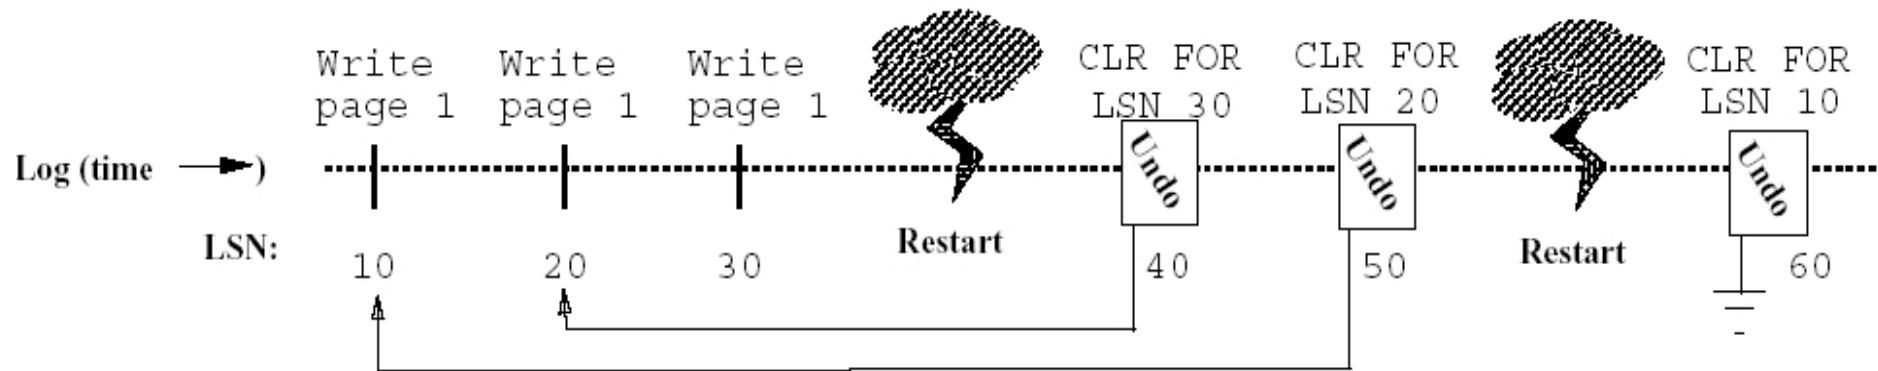 Write page 1
Write page 1
Write page 1
CLR FOR LSN 30
CLR FOR LSN 20
CLR FOR LSN 10
Log (time )
Undo
Undo
Undo
Restart
Restart
LSN:
10
20
30
40
50
60